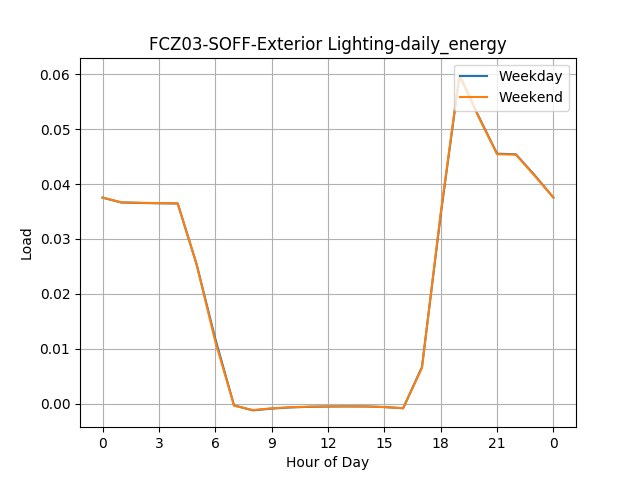 FCZ03-SOFF-Exterior Lighting-daily_energy
Weekday
Weekend
0.06
0.05
0.04
0.03
0.02
0.01
0.00
Load
0 3 6 9 12 15 18 21 0
Hour of Day